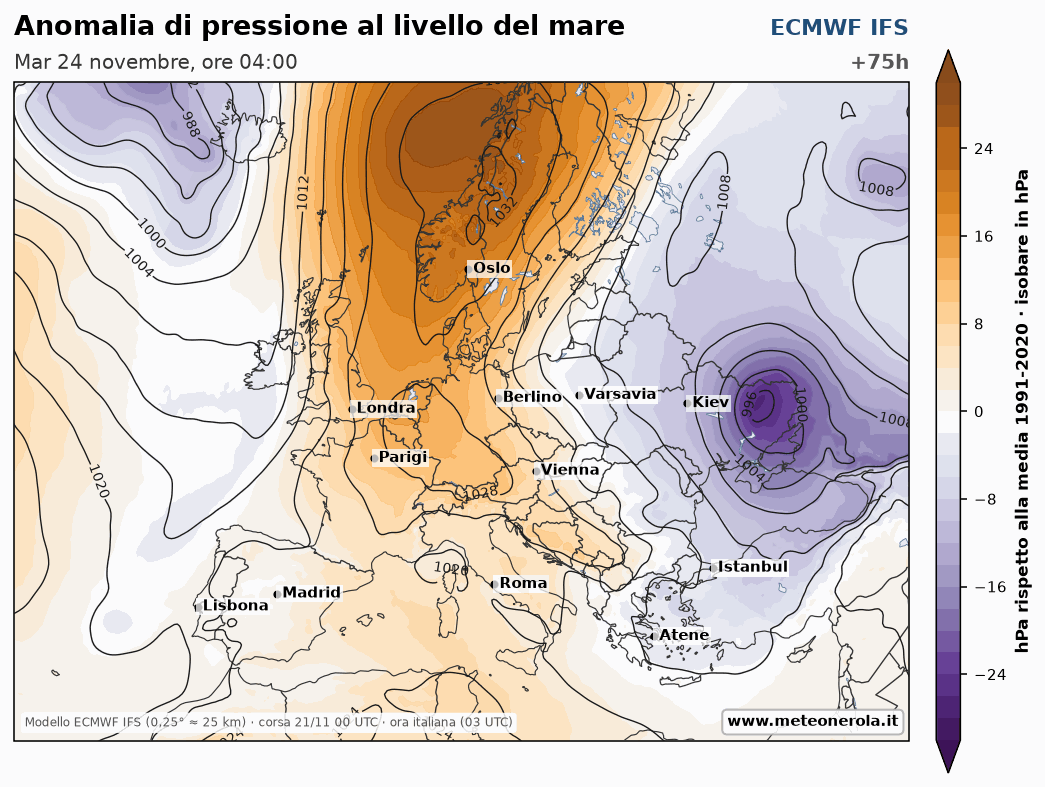 Anomalia di pressione al livello del mare
ECMWF IFS
Mar 24 novembre, ore 04:00
+75h
988
1012
1008
1008
1000
1004
1032
Oslo
Londra
Berlino
Varsavia
Kiev
996
1000
1008
Parigi
Vienna
1004
1020
1028
1020
Istanbul
Roma
Madrid
Lisbona
Atene
Modello ECMWF IFS (0,25° ≈ 25 km) · corsa 21/11 00 UTC · ora italiana (03 UTC)
www.meteonerola.it
24
16
8
0
−8
−16
−24
hPa rispetto alla media 1991-2020 · isobare in hPa